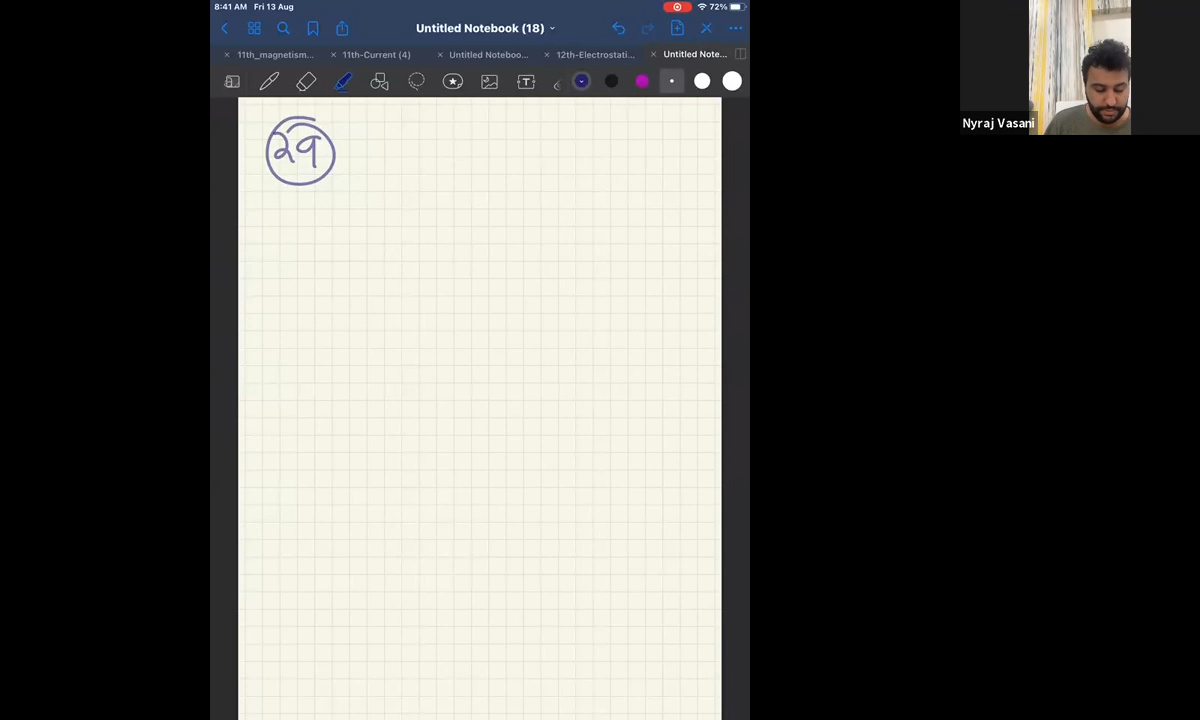 8:41 AM Fri 13 Aug 72%
Untitled Notebook (18)
11th_magnetism... 11th-Current (4) Untitled Noteboo... 12th-Electrostati... Untitled Note...
29
Nyraj Vasani